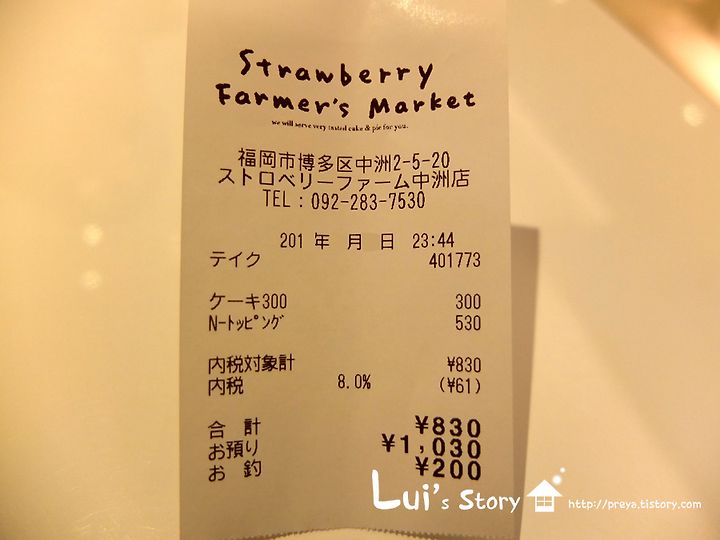 Strawberry
Farmer's Market
we will serve very tasted cake & pie for you.
福岡市博多区中洲2-5-20
ストロベリーファーム中洲店
TEL : 092-283-7530
201 年 月 日 23:44
テイク 401773
ケーキ300 300
N-ﾄｯﾋﾟﾝｸﾞ 530
内税対象計 ¥830
内税 8.0% (¥61)
合 計 ¥830
お預り ¥1,030
お 釣 ¥200
Lui's Story http://preya.tistory.com